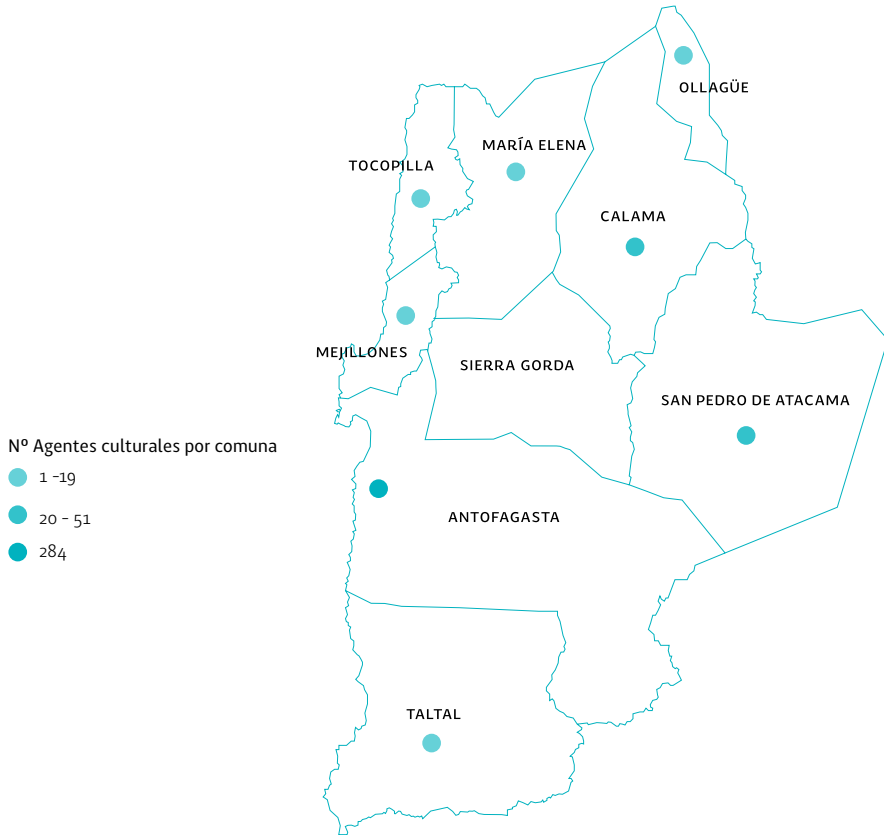 OLLAGÜE
MARÍA ELENA
TOCOPILLA
CALAMA
MEJILLONES
SIERRA GORDA
SAN PEDRO DE ATACAMA
Nº Agentes culturales por comuna
1 -19
20 - 51
284
ANTOFAGASTA
TALTAL